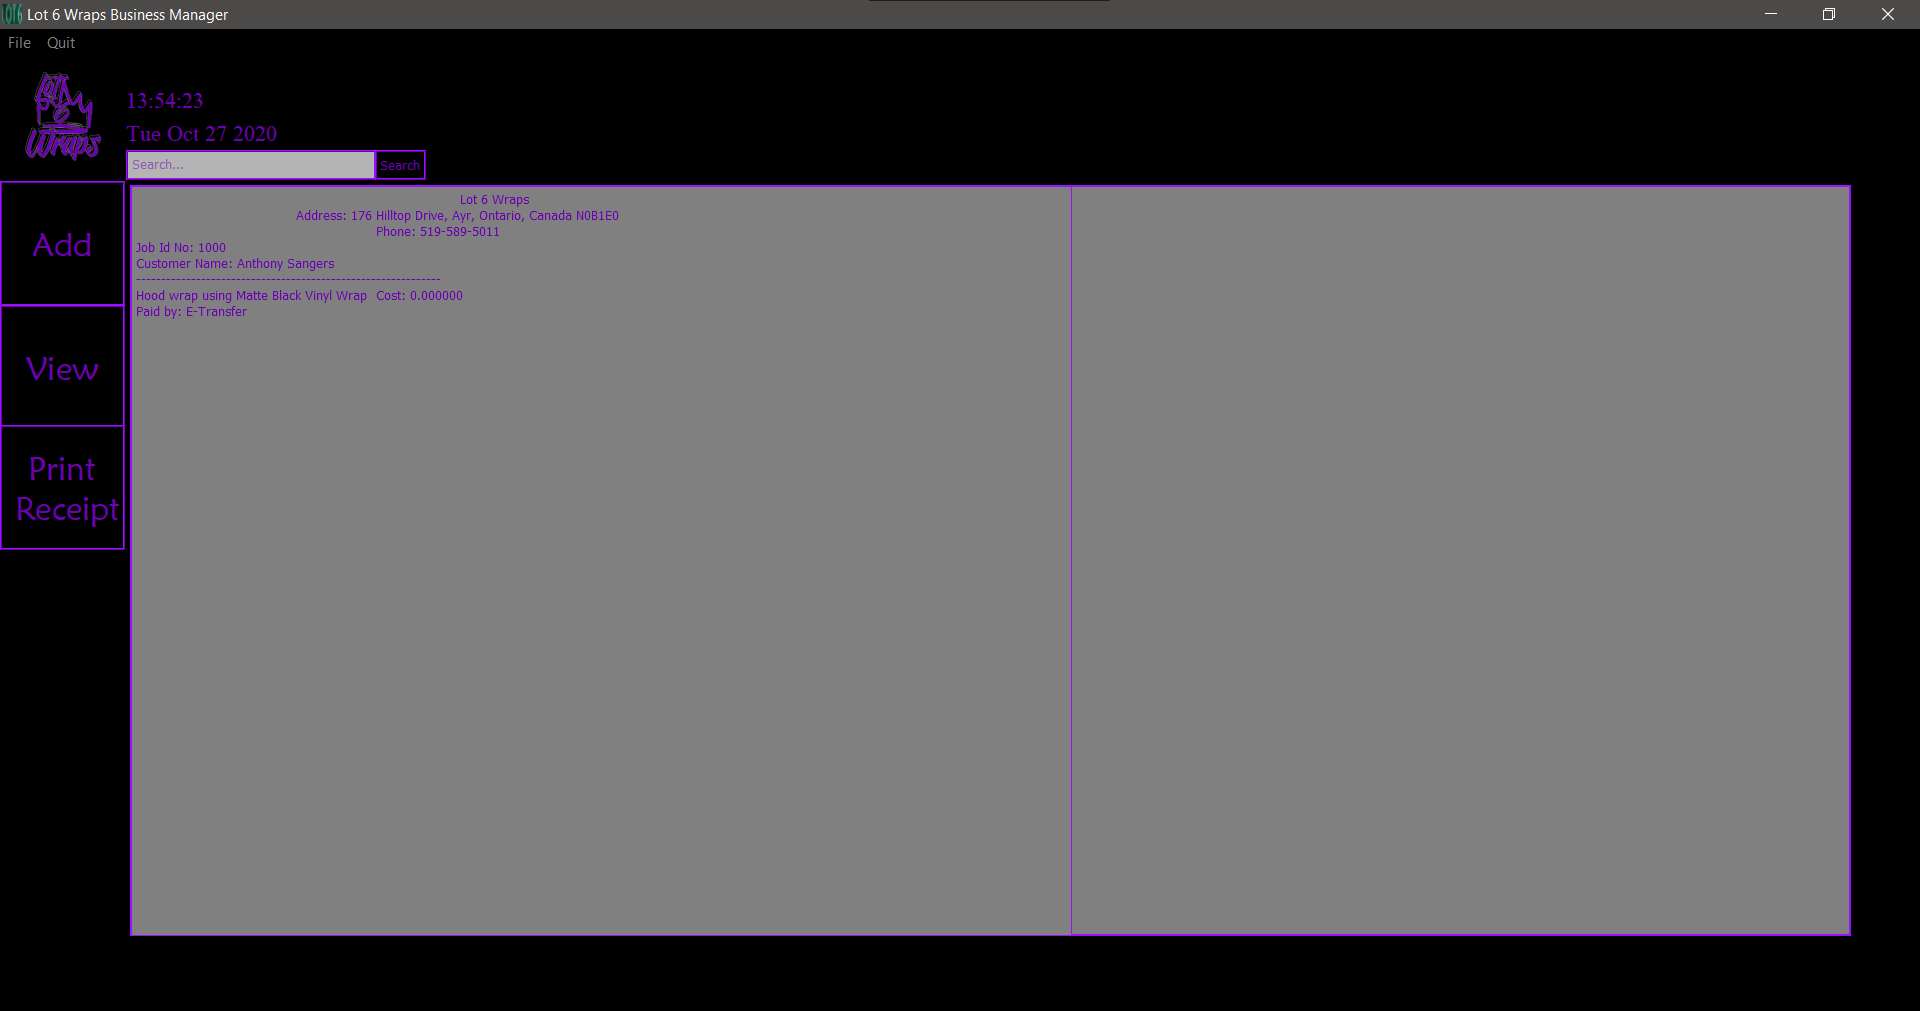 LOT6 Lot 6 Wraps Business Manager
File Quit
Lot
6
Wraps
13:54:23
Tue Oct 27 2020
Search... Search
Add
View
Print
Receipt
Lot 6 Wraps
Address: 176 Hilltop Drive, Ayr, Ontario, Canada N0B1E0
Phone: 519-589-5011
Job Id No: 1000
Customer Name: Anthony Sangers
-------------------------------------------------------------
Hood wrap using Matte Black Vinyl Wrap Cost: 0.000000
Paid by: E-Transfer